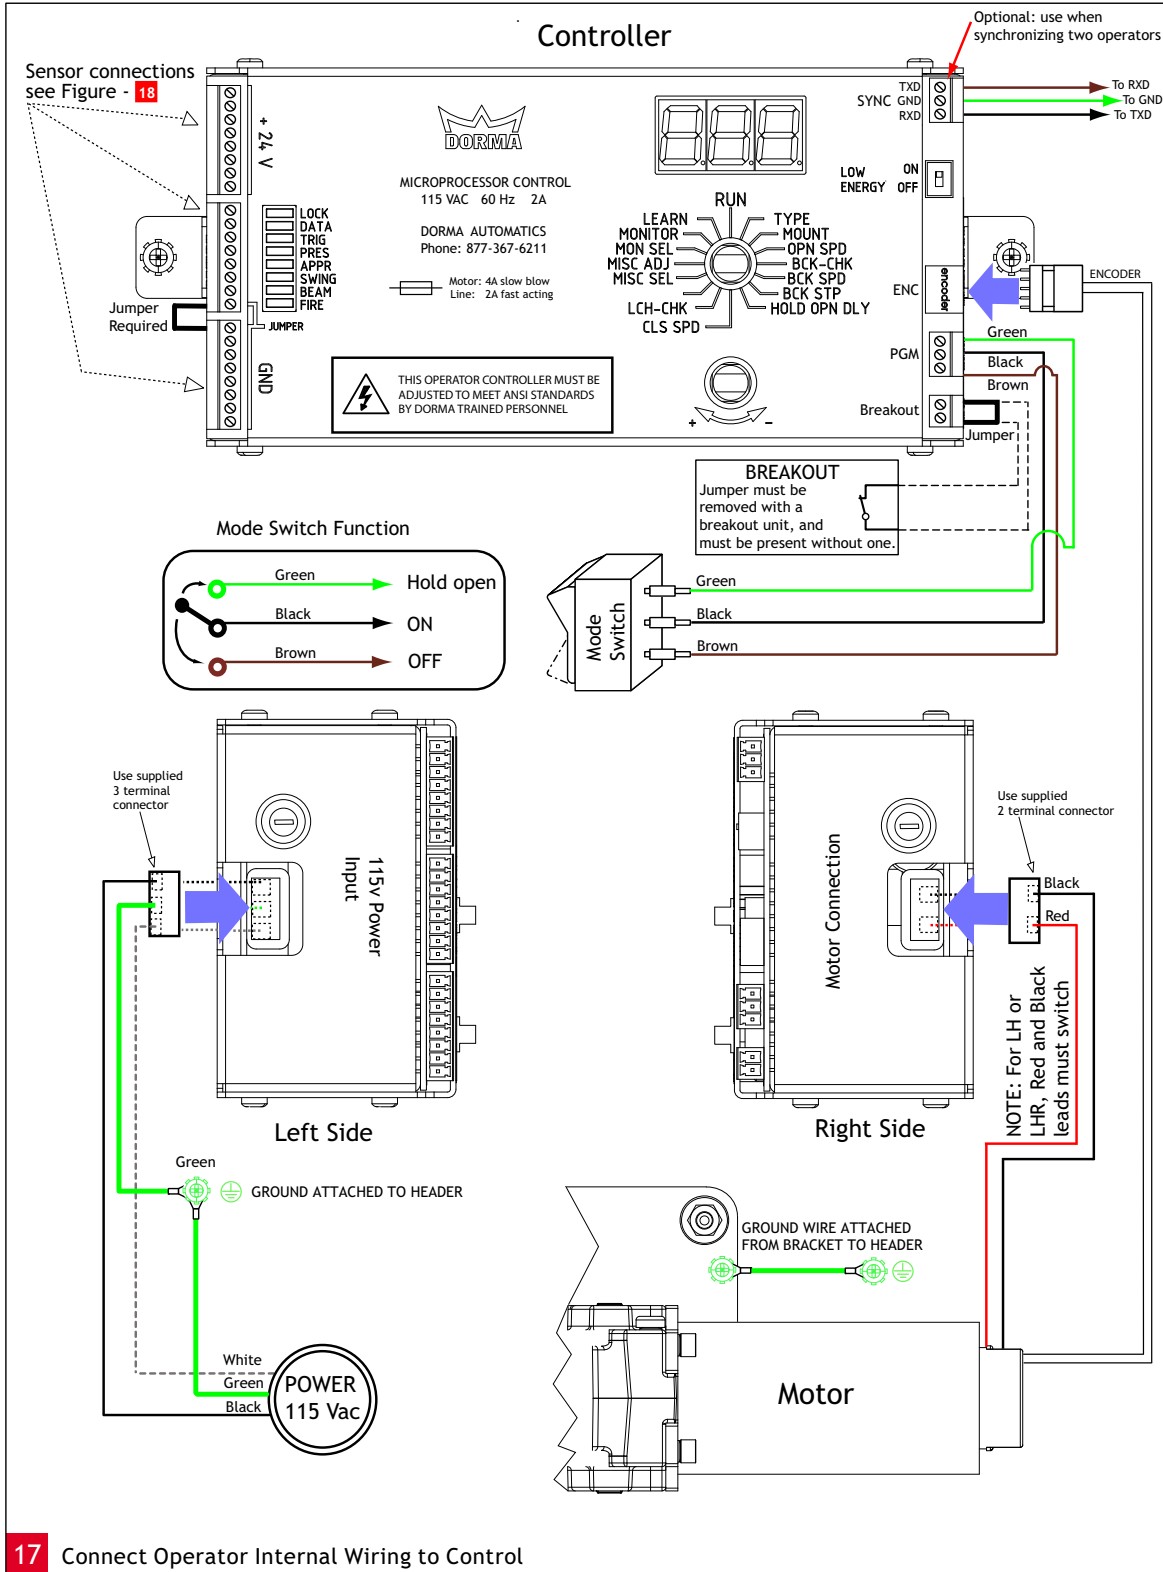 Controller
Optional: use when
synchronizing two operators
Sensor connections
see Figure - 18
+ 24 V
DORMA
MICROPROCESSOR CONTROL
115 VAC 60 Hz 2A
DORMA AUTOMATICS
Phone: 877-367-6211
Motor: 4A slow blow
Line: 2A fast acting
LOCK
DATA
TRIG
PRES
APPR
SWING
BEAM
FIRE
JUMPER
Jumper
Required
GND
THIS OPERATOR CONTROLLER MUST BE
ADJUSTED TO MEET ANSI STANDARDS
BY DORMA TRAINED PERSONNEL
RUN
LEARN
MONITOR
MON SEL
MISC ADJ
MISC SEL
LCH-CHK
CLS SPD
TYPE
MOUNT
OPN SPD
BCK-CHK
BCK SPD
BCK STP
HOLD OPN DLY
+ -
TXD
SYNC GND
RXD
To RXD
To GND
To TXD
LOW ENERGY
ON
OFF
ENC
encoder
ENCODER
PGM
Green
Black
Brown
Breakout
Jumper
BREAKOUT
Jumper must be
removed with a
breakout unit, and
must be present without one.
Mode Switch Function
Green Hold open
Black ON
Brown OFF
Mode
Switch
Green
Black
Brown
Use supplied
3 terminal
connector
115v Power
Input
Left Side
Motor Connection
Right Side
Use supplied
2 terminal connector
Black
Red
NOTE: For LH or
LHR, Red and Black
leads must switch
Green
GROUND ATTACHED TO HEADER
GROUND WIRE ATTACHED
FROM BRACKET TO HEADER
White
Green
Black
POWER
115 Vac
Motor
17 Connect Operator Internal Wiring to Control